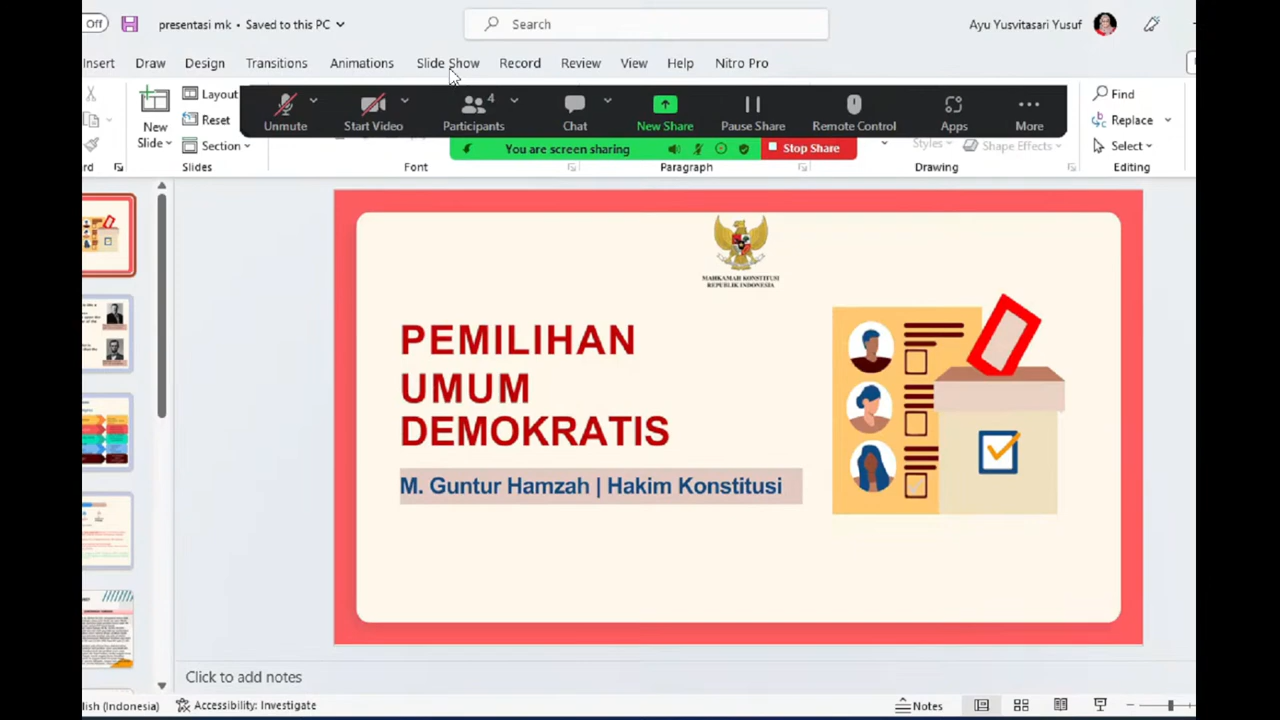 Off
presentasi mk • Saved to this PC
Search
Ayu Yusvitasari Yusuf
Insert
Draw
Design
Transitions
Animations
Slide Show
Record
Review
View
Help
Nitro Pro
New
Slide
Layout
Reset
Section
Slides
Unmute
Start Video
Participants
4
Chat
New Share
Pause Share
Remote Control
Apps
More
You are screen sharing
Stop Share
Font
Paragraph
Styles
Shape Effects
Drawing
Find
Replace
Select
Editing
MAHKAMAH KONSTITUSI
REPUBLIK INDONESIA
PEMILIHAN
UMUM
DEMOKRATIS
M. Guntur Hamzah | Hakim Konstitusi
Click to add notes
(Indonesia)
Accessibility: Investigate
Notes